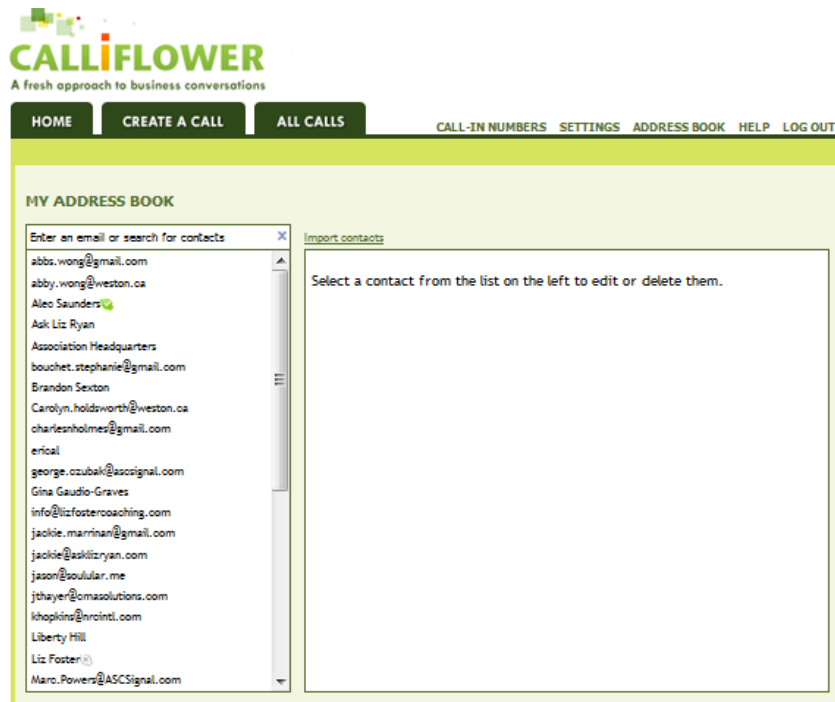 CALLIFLOWER
A fresh approach to business conversations
HOME CREATE A CALL ALL CALLS CALL-IN NUMBERS SETTINGS ADDRESS BOOK HELP LOG OUT
MY ADDRESS BOOK
Enter an email or search for contacts x Import contacts
abbs.wong@gmail.com
Select a contact from the list on the left to edit or delete them.
abby.wong@weston.ca
Alec Saunders
Ask Liz Ryan
Association Headquarters
bouchet.stephanie@gmail.com
Brandon Sexton
Carolyn.holdsworth@weston.ca
charlesnholmes@gmail.com
erical
george.czubak@ascsignal.com
Gina Gaudio-Graves
info@lizfostercoaching.com
jackie.marrinan@gmail.com
jackie@asklizryan.com
jason@soulular.me
jthayer@cmasolutions.com
khopkins@nrcintl.com
Liberty Hill
Liz Foster
Marc.Powers@ASCSignal.com